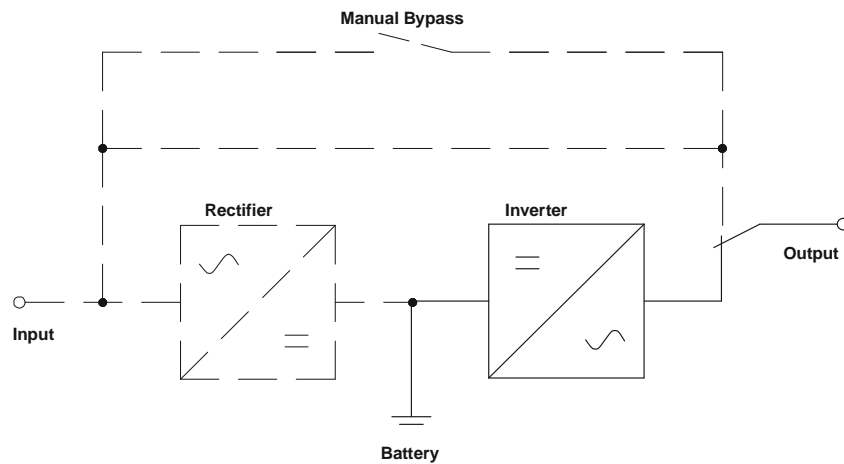 Manual Bypass
Rectifier
Inverter
Output
Input
Battery